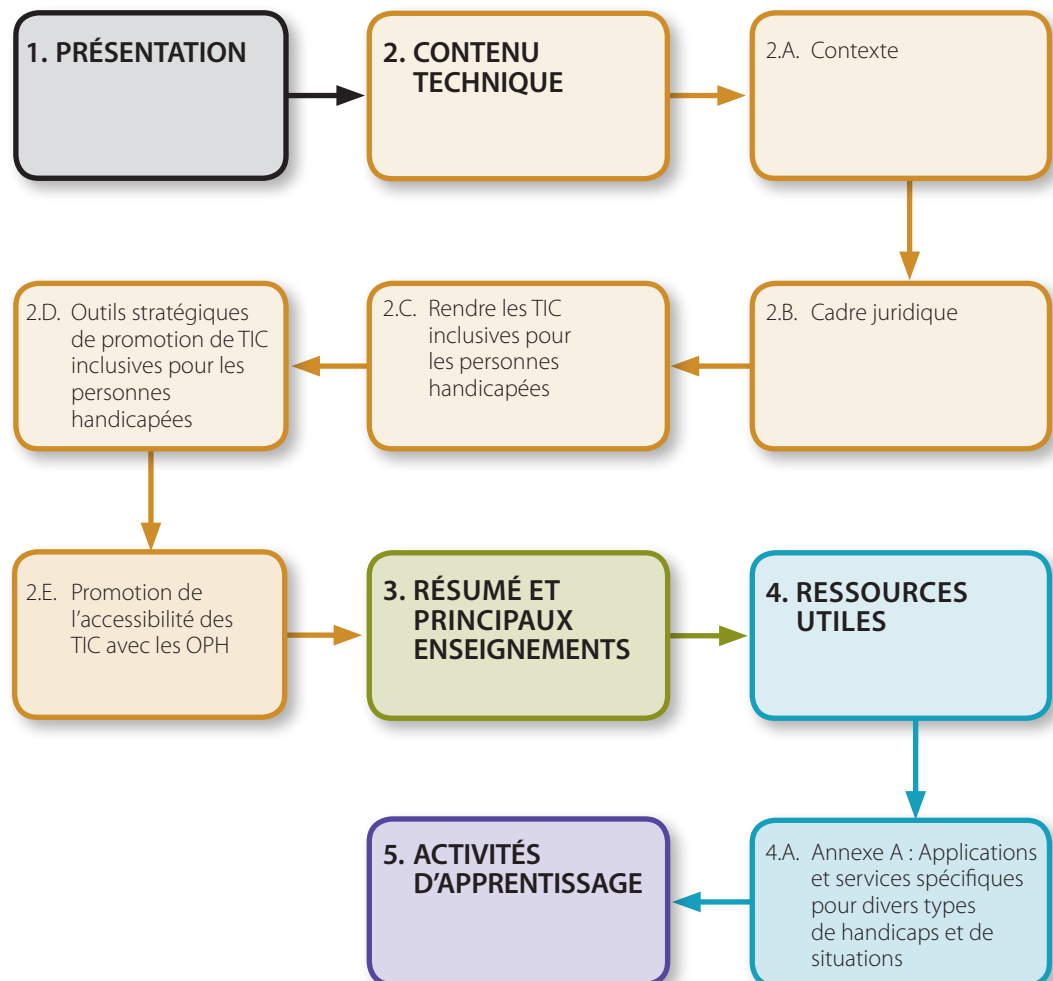 1. PRÉSENTATION
2. CONTENU
TECHNIQUE
2.A. Contexte
2.B. Cadre juridique
2.C. Rendre les TIC
inclusives pour
les personnes
handicapées
2.D. Outils stratégiques
de promotion de TIC
inclusives pour les
personnes
handicapées
2.E. Promotion de
l’accessibilité des
TIC avec les OPH
3. RÉSUMÉ ET
PRINCIPAUX
ENSEIGNEMENTS
4. RESSOURCES
UTILES
4.A. Annexe A : Applications
et services spécifiques
pour divers types
de handicaps et de
situations
5. ACTIVITÉS
D’APPRENTISSAGE